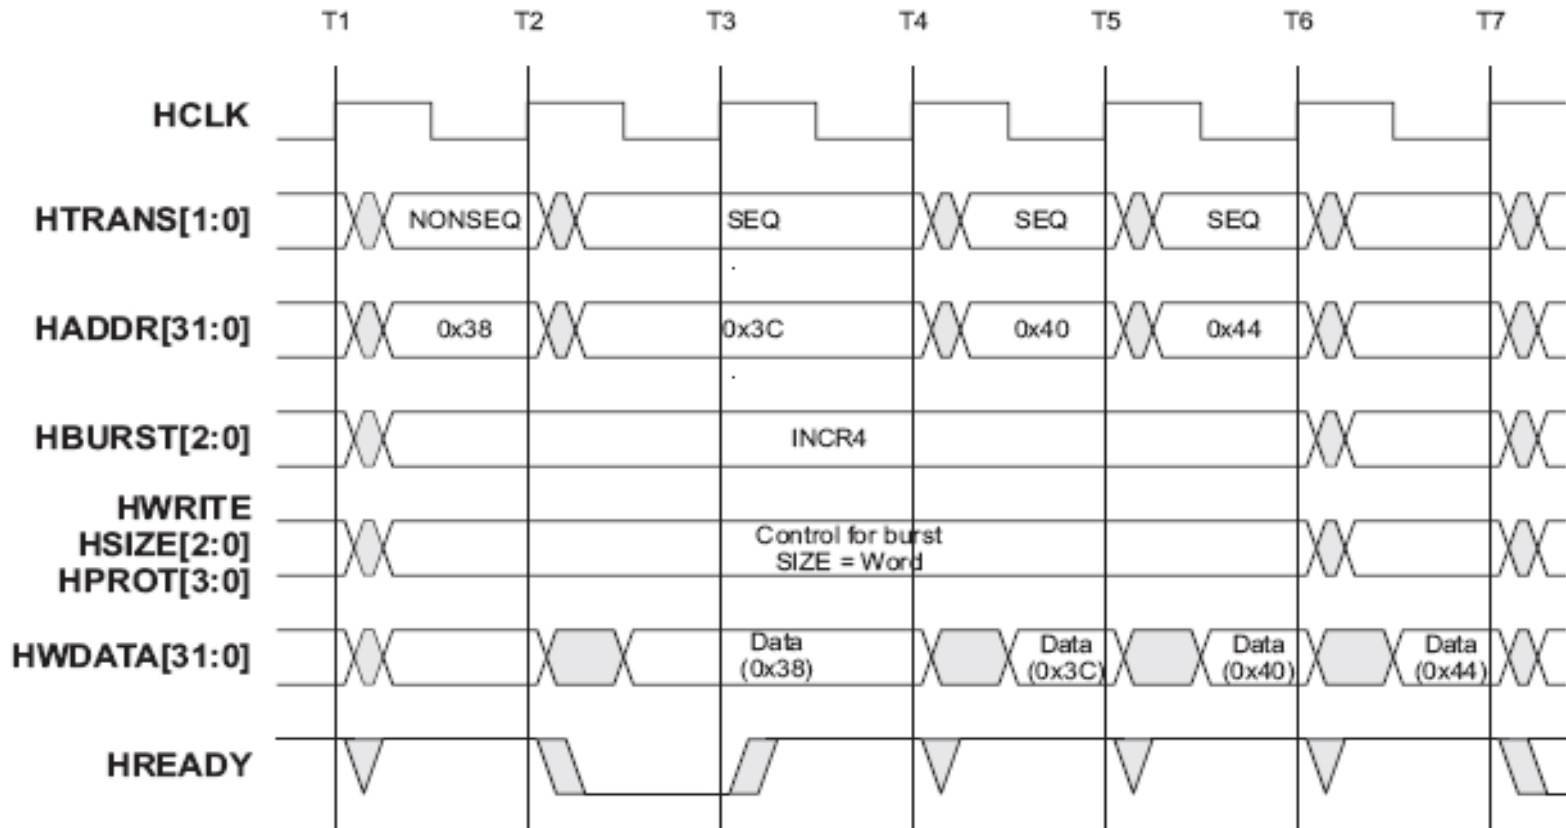 T1 T2 T3 T4 T5 T6 T7
HCLK
HTRANS[1:0] NONSEQ SEQ SEQ SEQ
HADDR[31:0] 0x38 0x3C 0x40 0x44
HBURST[2:0] INCR4
HWRITE
HSIZE[2:0]
HPROT[3:0]
Control for burst
SIZE = Word
HWDATA[31:0]
Data
(0x38)
Data
(0x3C)
Data
(0x40)
Data
(0x44)
HREADY